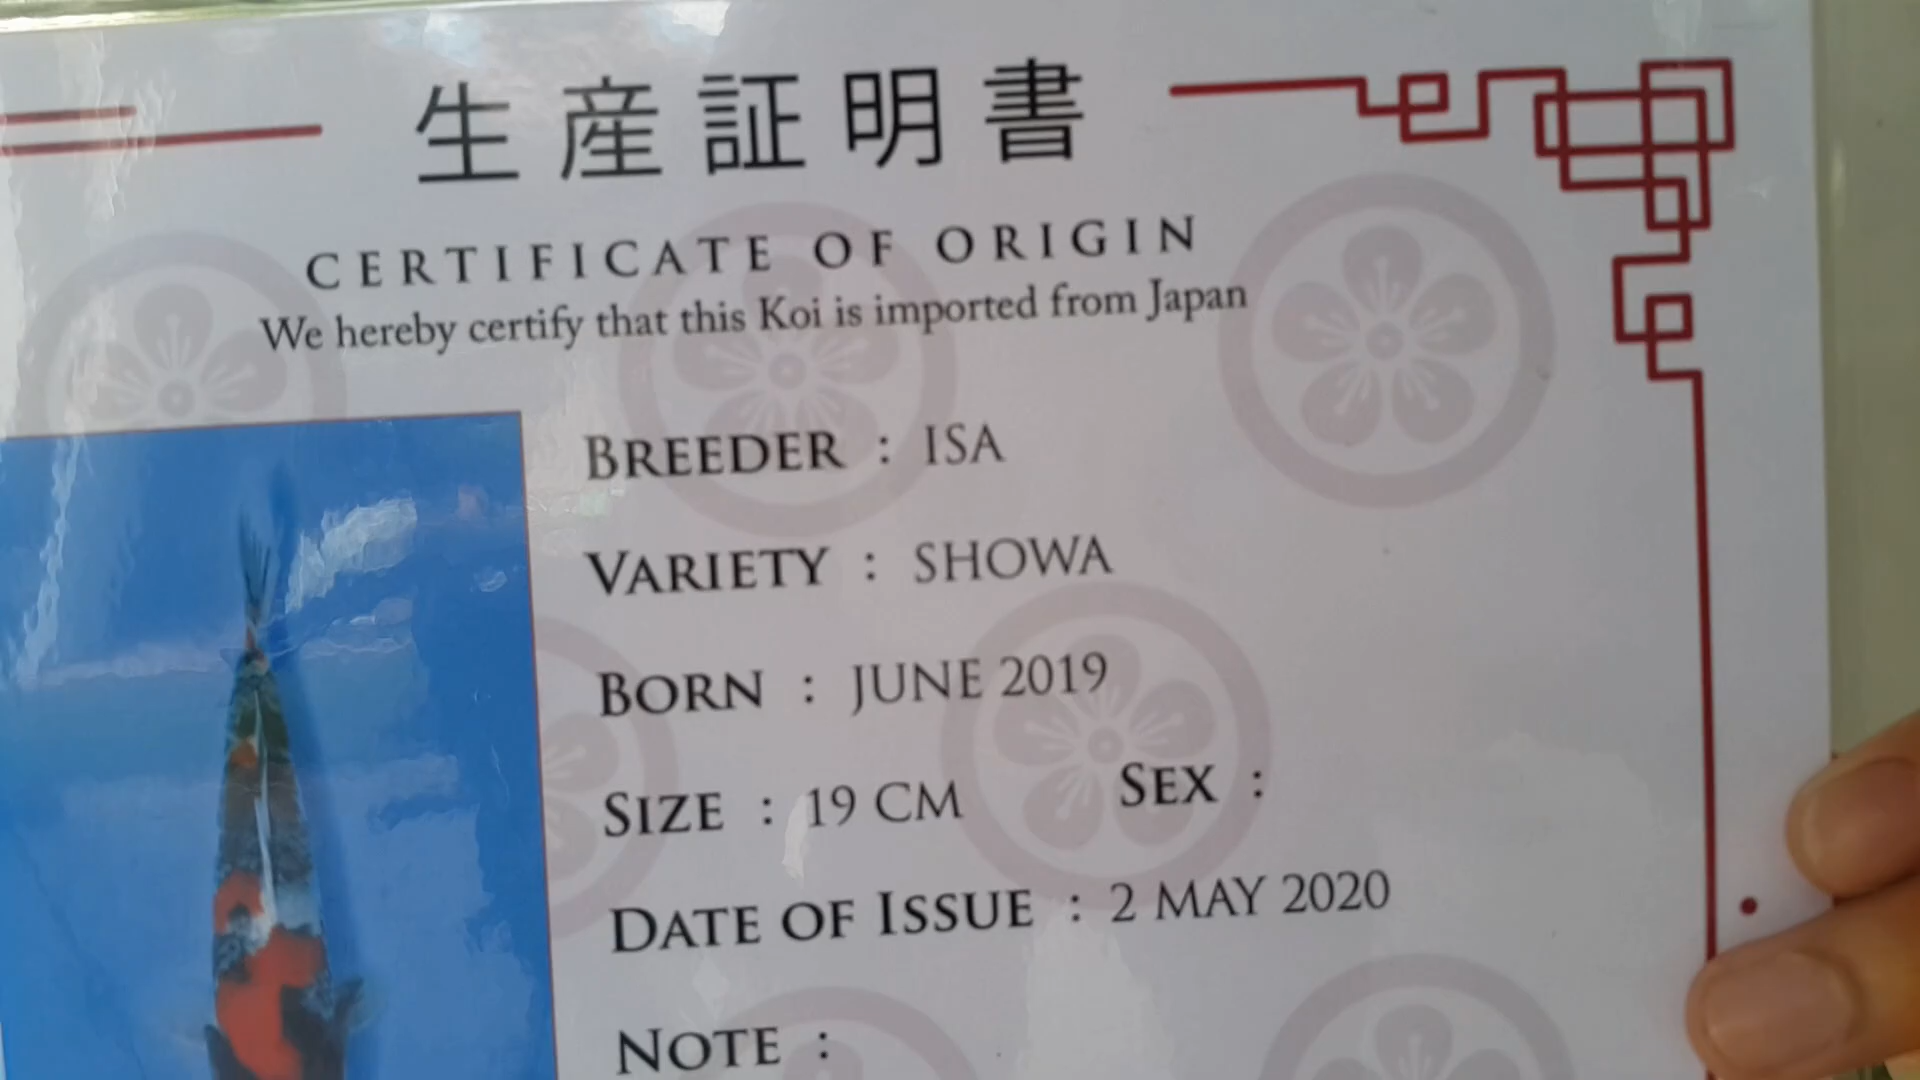 生産証明書
CERTIFICATE OF ORIGIN
We hereby certify that this Koi is imported from Japan
BREEDER : ISA
VARIETY : SHOWA
BORN : JUNE 2019
SIZE : 19 CM SEX :
DATE OF ISSUE : 2 MAY 2020
NOTE :